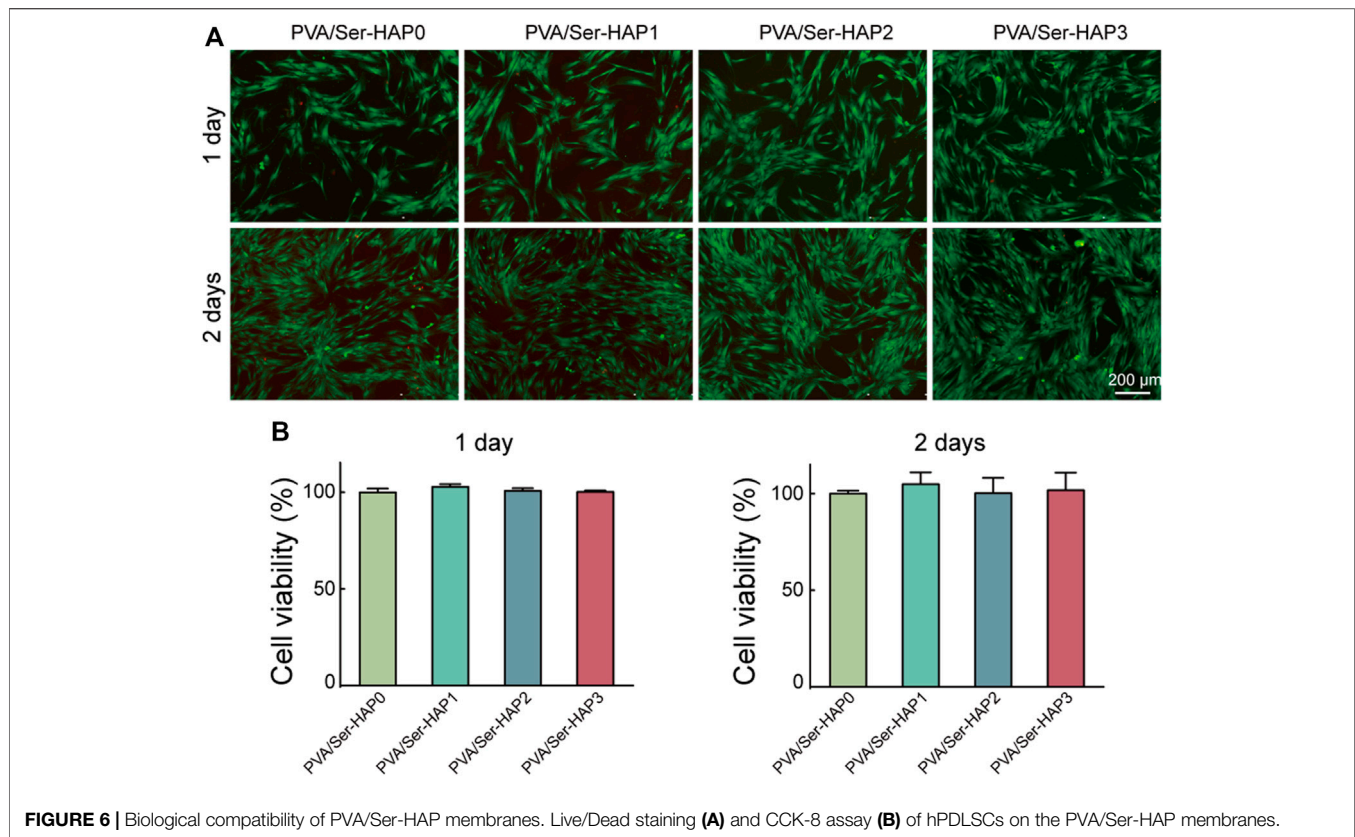 A
PVA/Ser-HAP0 PVA/Ser-HAP1 PVA/Ser-HAP2 PVA/Ser-HAP3
1 day
2 days
200 µm
B
1 day
Cell viability (%)
100
50
0
PVA/Ser-HAP0
PVA/Ser-HAP1
PVA/Ser-HAP2
PVA/Ser-HAP3
2 days
Cell viability (%)
100
50
0
PVA/Ser-HAP0
PVA/Ser-HAP1
PVA/Ser-HAP2
PVA/Ser-HAP3
FIGURE 6 | Biological compatibility of PVA/Ser-HAP membranes. Live/Dead staining (A) and CCK-8 assay (B) of hPDLSCs on the PVA/Ser-HAP membranes.